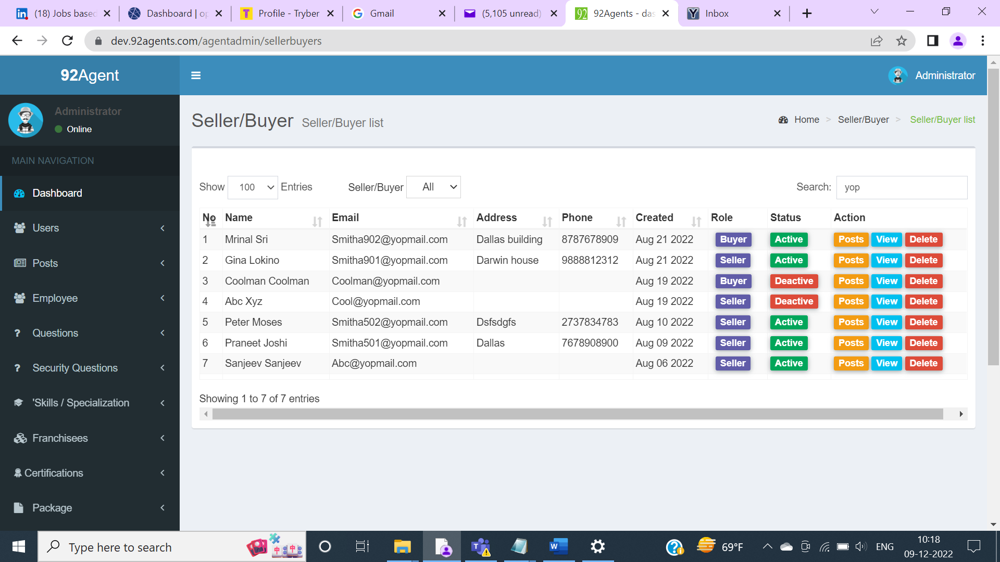 (18) Jobs based
Dashboard | op
Profile - Tryber
Gmail
(5,105 unread)
92Agents - das
Inbox
dev.92agents.com/agentadmin/sellerbuyers
92Agent
Administrator
Administrator
Online
Seller/Buyer Seller/Buyer list
Home > Seller/Buyer > Seller/Buyer list
MAIN NAVIGATION
Dashboard
Users
Posts
Employee
Questions
Security Questions
'Skills / Specialization
Franchisees
Certifications
Package
Show 100 Entries Seller/Buyer All Search: yop
No Name Email Address Phone Created Role Status Action
1 Mrinal Sri Smitha902@yopmail.com Dallas building 8787678909 Aug 21 2022 Buyer Active Posts View Delete
2 Gina Lokino Smitha901@yopmail.com Darwin house 9888812312 Aug 21 2022 Seller Active Posts View Delete
3 Coolman Coolman Coolman@yopmail.com Aug 19 2022 Buyer Deactive Posts View Delete
4 Abc Xyz Cool@yopmail.com Aug 19 2022 Seller Deactive Posts View Delete
5 Peter Moses Smitha502@yopmail.com Dsfsdgfs 2737834783 Aug 10 2022 Seller Active Posts View Delete
6 Praneet Joshi Smitha501@yopmail.com Dallas 7678908900 Aug 09 2022 Seller Active Posts View Delete
7 Sanjeev Sanjeev Abc@yopmail.com Aug 06 2022 Seller Active Posts View Delete
Showing 1 to 7 of 7 entries
Type here to search
69°F
ENG
10:18
09-12-2022